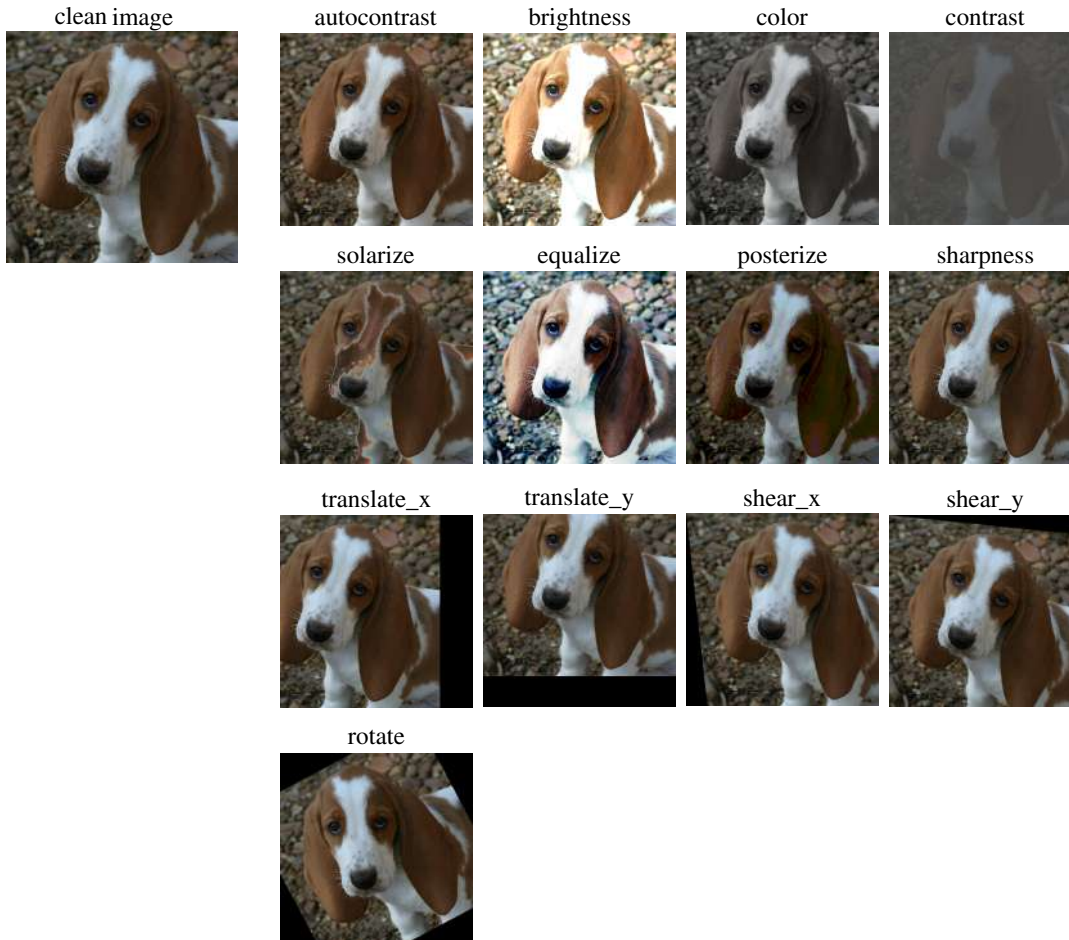 clean image
autocontrast
brightness
color
contrast
solarize
equalize
posterize
sharpness
translate_x
translate_y
shear_x
shear_y
rotate